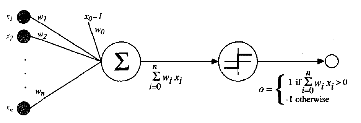 x₁ w₁ x₀=1
x₂ w₂ w₀
Σ
.
.
.
n
Σ wᵢ xᵢ
i=0
xₙ wₙ
o = { 1 if Σ wᵢ xᵢ > 0
n
i=0
-1 otherwise